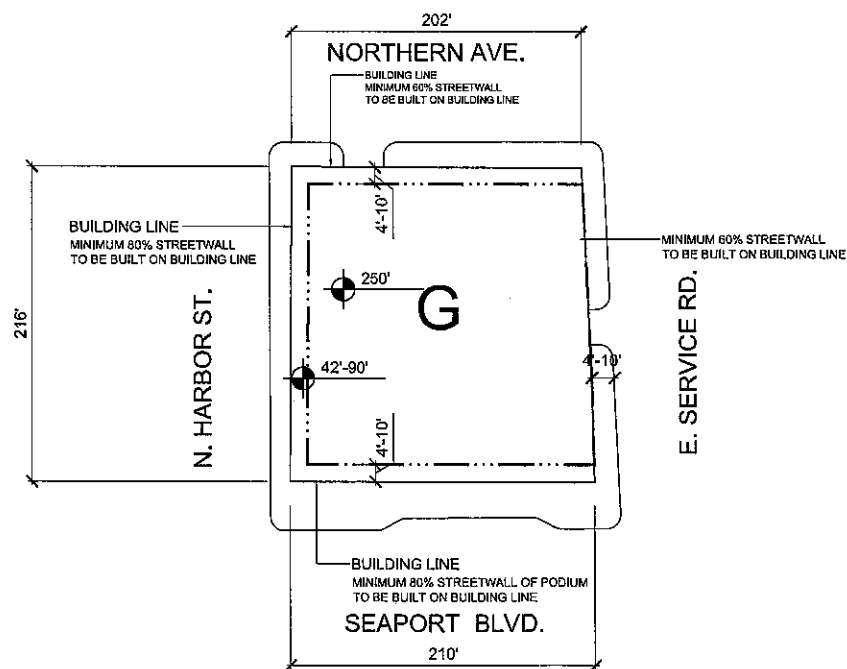 202'
NORTHERN AVE.
BUILDING LINE
MINIMUM 60% STREETWALL
TO BE BUILT ON BUILDING LINE
4'-10'
BUILDING LINE
MINIMUM 80% STREETWALL
TO BE BUILT ON BUILDING LINE
MINIMUM 60% STREETWALL
TO BE BUILT ON BUILDING LINE
250'
G
216'
N. HARBOR ST.
E. SERVICE RD.
42'-90'
4'-10'
4'-10'
BUILDING LINE
MINIMUM 80% STREETWALL OF PODIUM
TO BE BUILT ON BUILDING LINE
SEAPORT BLVD.
210'